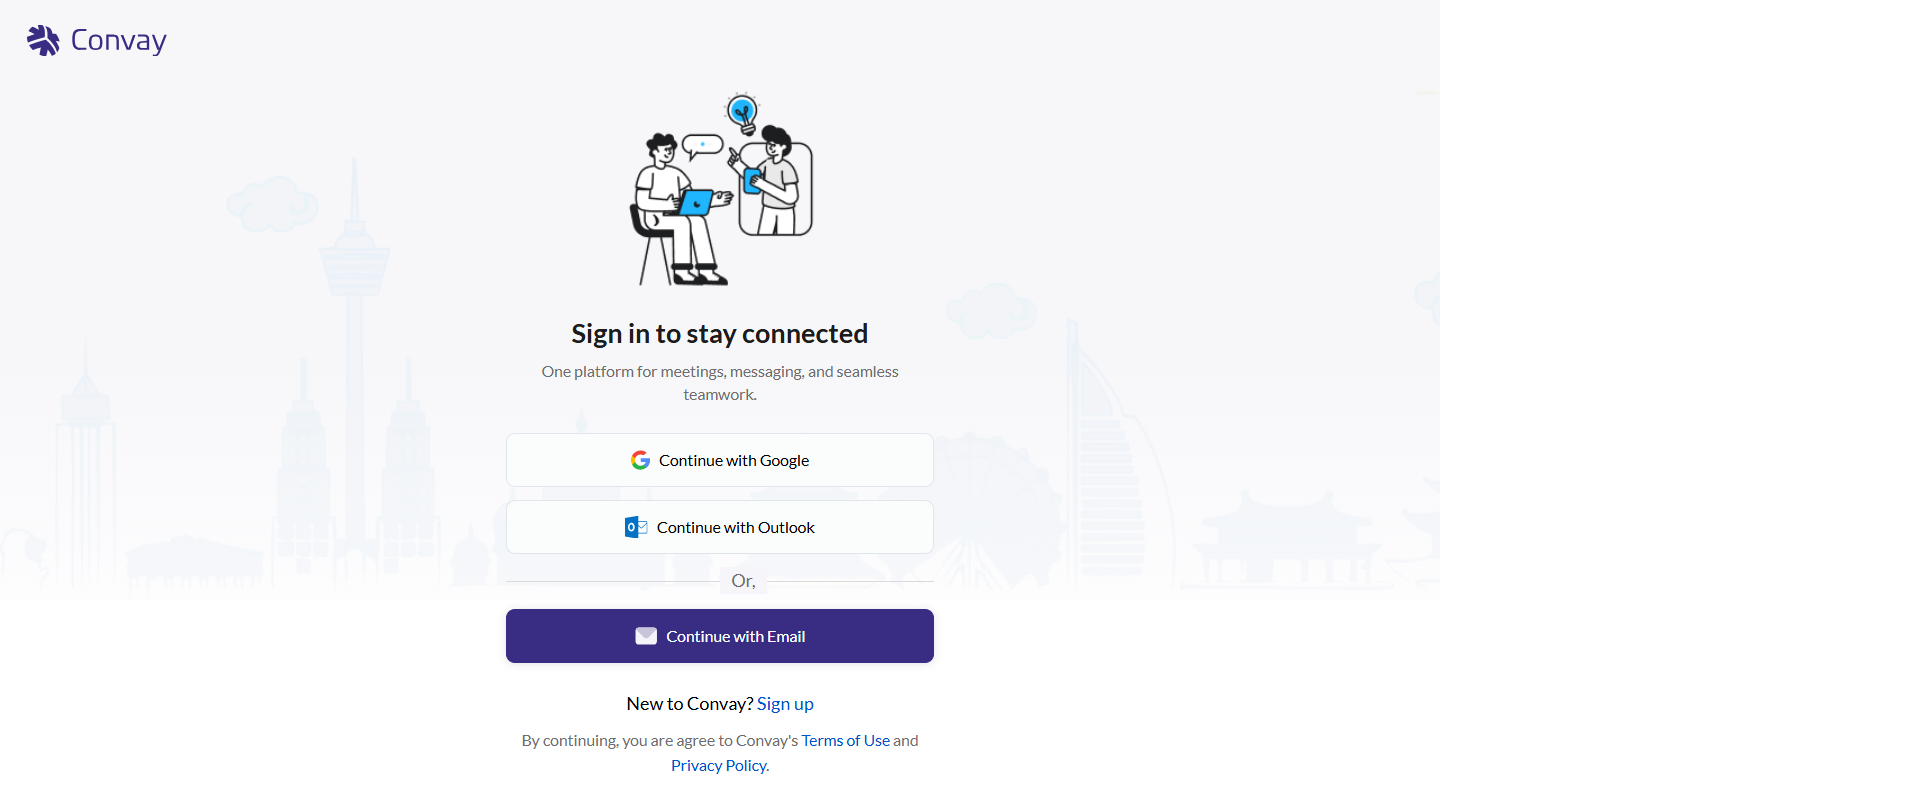 Convay
Sign in to stay connected
One platform for meetings, messaging, and seamless
teamwork.
Continue with Google
Continue with Outlook
Or,
Continue with Email
New to Convay? Sign up
By continuing, you are agree to Convay's Terms of Use and
Privacy Policy.